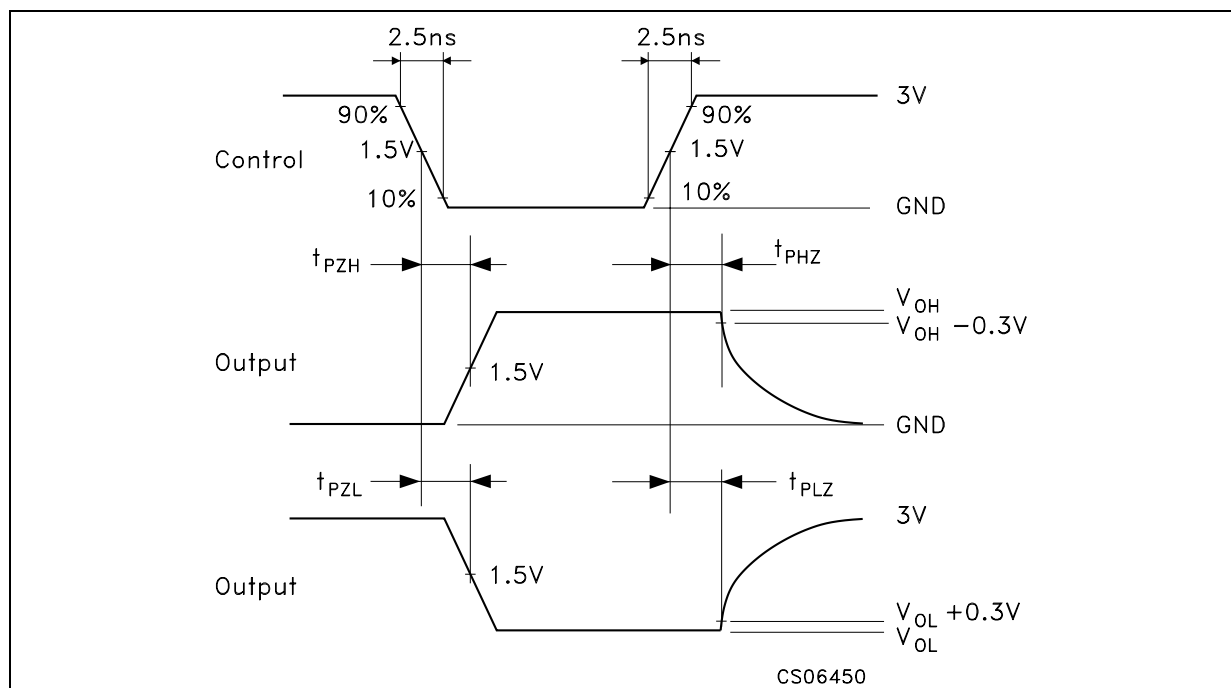 2.5ns 2.5ns
3V
90% 90%
Control 1.5V 1.5V
10% 10%
GND
tPZH tPHZ
VOH
VOH -0.3V
Output 1.5V
GND
tPZL tPLZ
3V
Output 1.5V
VOL +0.3V
VOL
CS06450